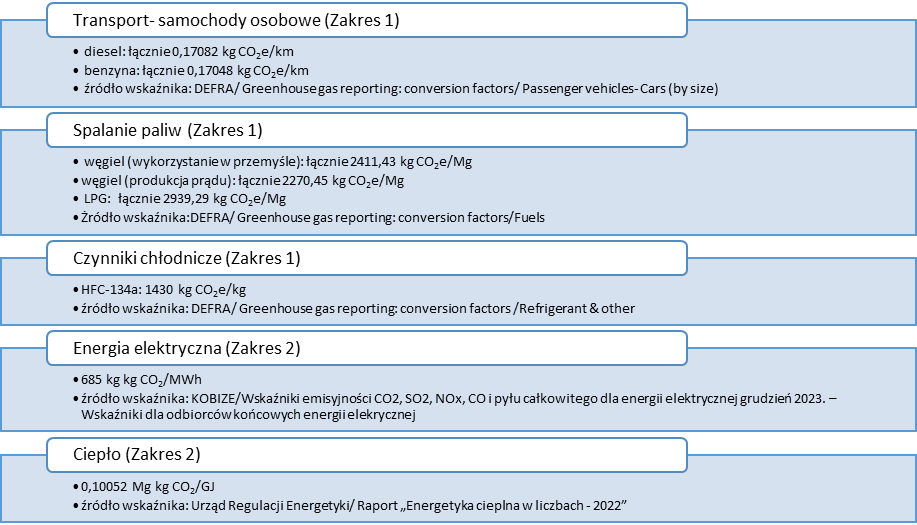 Transport- samochody osobowe (Zakres 1)
• diesel: łącznie 0,17082 kg CO₂e/km
• benzyna: łącznie 0,17048 kg CO₂e/km
• źródło wskaźnika: DEFRA/ Greenhouse gas reporting: conversion factors/ Passenger vehicles- Cars (by size)
Spalanie paliw (Zakres 1)
• węgiel (wykorzystanie w przemyśle): łącznie 2411,43 kg CO₂e/Mg
• węgiel (produkcja prądu): łącznie 2270,45 kg CO₂e/Mg
• LPG: łącznie 2939,29 kg CO₂e/Mg
• Źródło wskaźnika:DEFRA/ Greenhouse gas reporting: conversion factors/Fuels
Czynniki chłodnicze (Zakres 1)
• HFC-134a: 1430 kg CO₂e/kg
• źródło wskaźnika: DEFRA/ Greenhouse gas reporting: conversion factors /Refrigerant & other
Energia elektryczna (Zakres 2)
• 685 kg kg CO₂/MWh
• źródło wskaźnika: KOBIZE/Wskaźniki emisyjności CO2, SO2, NOx, CO i pyłu całkowitego dla energii elektrycznej grudzień 2023. –
Wskaźniki dla odbiorców końcowych energii elekrycznej
Ciepło (Zakres 2)
• 0,10052 Mg kg CO₂/GJ
• źródło wskaźnika: Urząd Regulacji Energetyki/ Raport „Energetyka cieplna w liczbach - 2022”